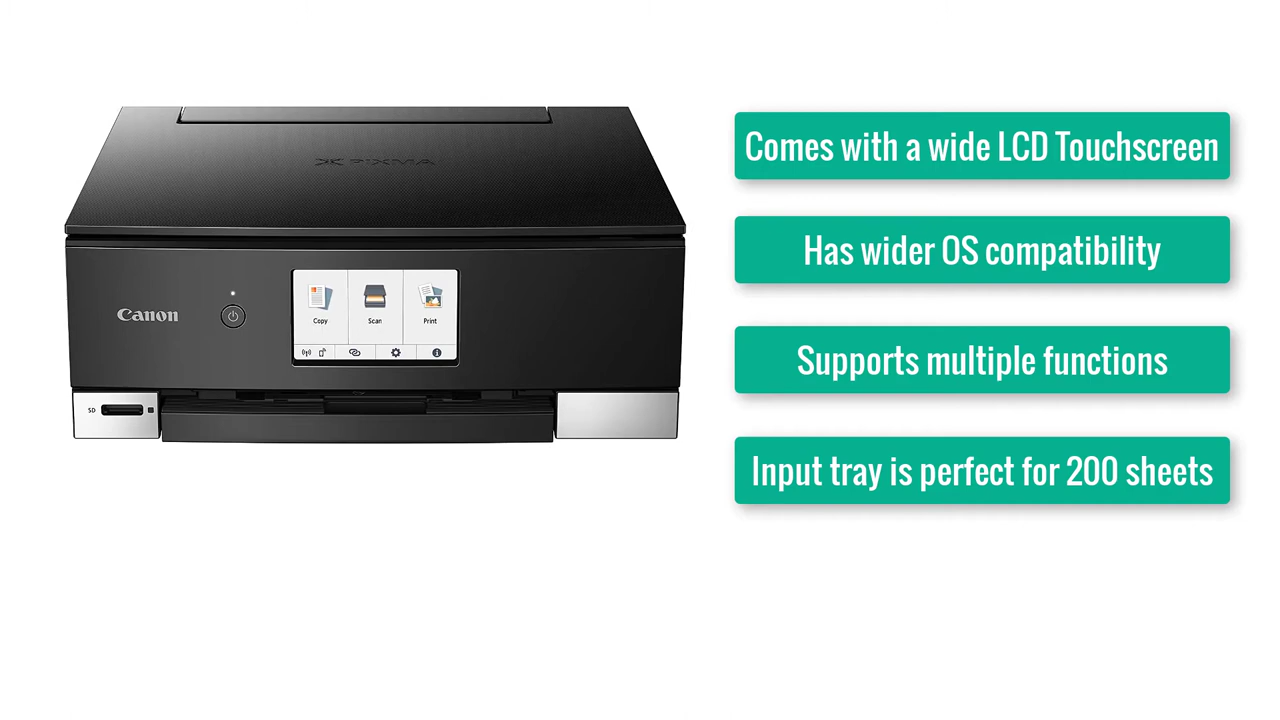 PIXMA
Canon
Copy
Scan
Print
SD
Comes with a wide LCD Touchscreen
Has wider OS compatibility
Supports multiple functions
Input tray is perfect for 200 sheets